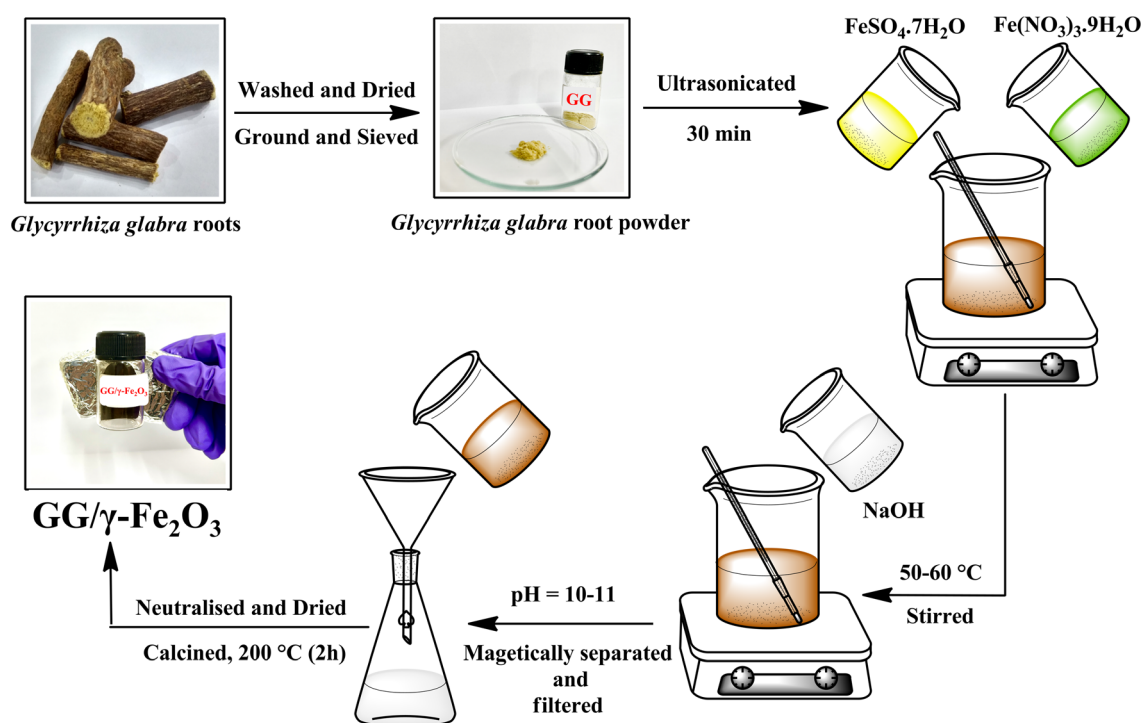 Washed and Dried
Ground and Sieved
GG
Ultrasonicated
30 min
FeSO₄.7H₂O
Fe(NO₃)₃.9H₂O
Glycyrrhiza glabra roots
Glycyrrhiza glabra root powder
50-60 °C
Stirred
NaOH
pH = 10-11
Magetically separated
and
filtered
Neutralised and Dried
Calcined, 200 °C (2h)
GG/γ-Fe₂O₃
GG/γ-Fe₂O₃